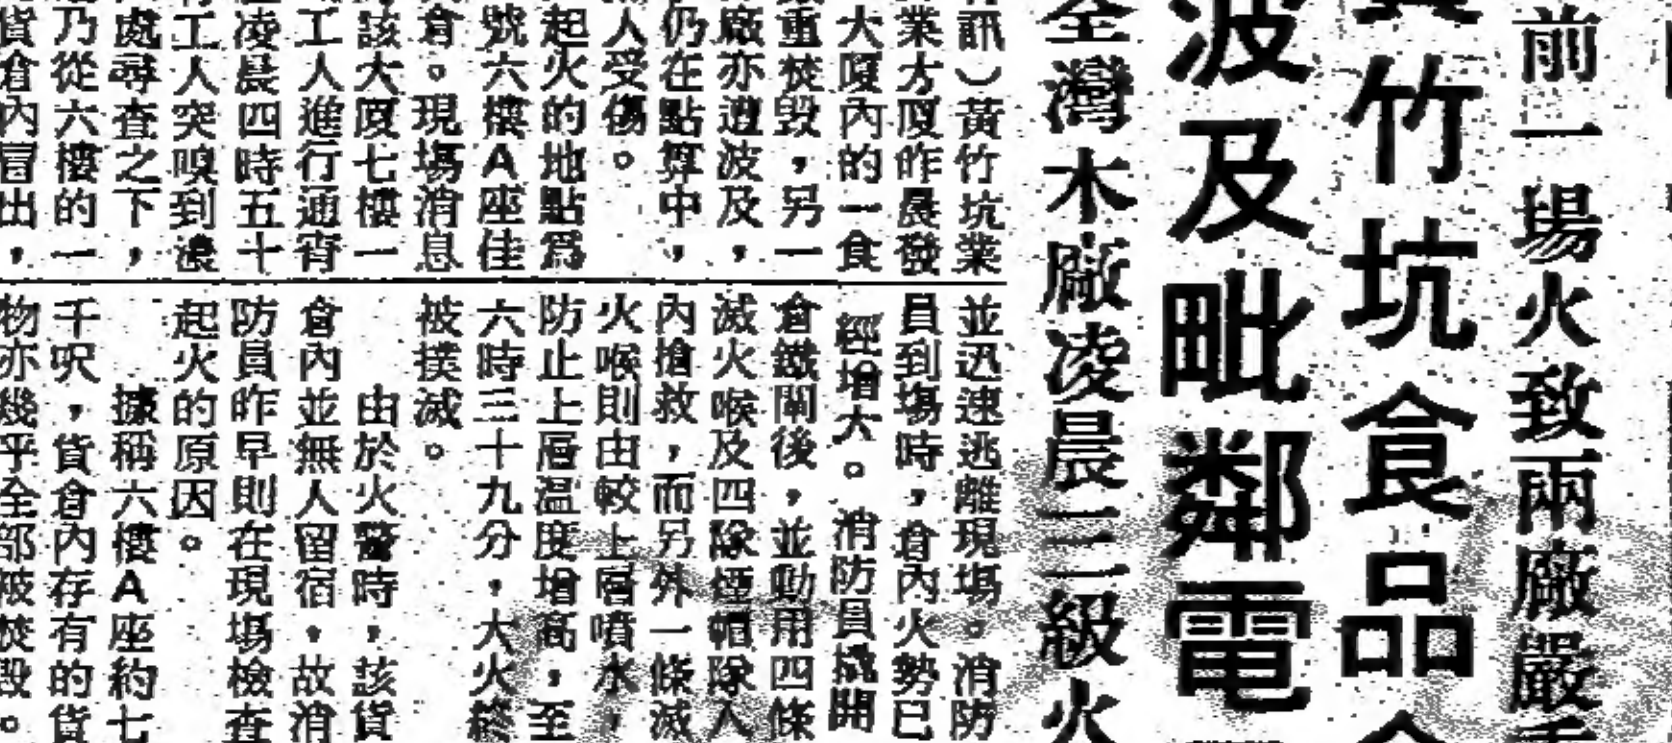 前一場火致兩廠嚴
竹坑食品
波及毗鄰電
全灣木廠凌晨三級火
訊）黃竹坑業
業大厦昨晨發
大厦內的一食
重焚毀，另一
廠亦遭波及，
仍在點算中，
人受傷。
起火的地點為
號六樓A座佳
倉。現場消息
該大厦七樓一
工人進行通宵
凌晨四時五十
工人突嗅到濃
處尋查之下，
乃從六樓的一
貨倉內冒出，
並迅速逃離現場。消防
員到場時，倉內火勢已
經增大。消防員撬開
倉鐵閘後，並動用四條
滅火喉及四隊煙帽隊入
內搶救，而另外一條滅
火喉則由較上層噴水，
防止上層温度增高，至
六時三十九分，大火終
被撲滅。
由於火警時，該貨
倉內並無人留宿，故消
防員昨早則在現場檢查
起火的原因。
據稱六樓A座約七
千呎，貨倉內存有的貨
物亦幾乎全部被焚毀。